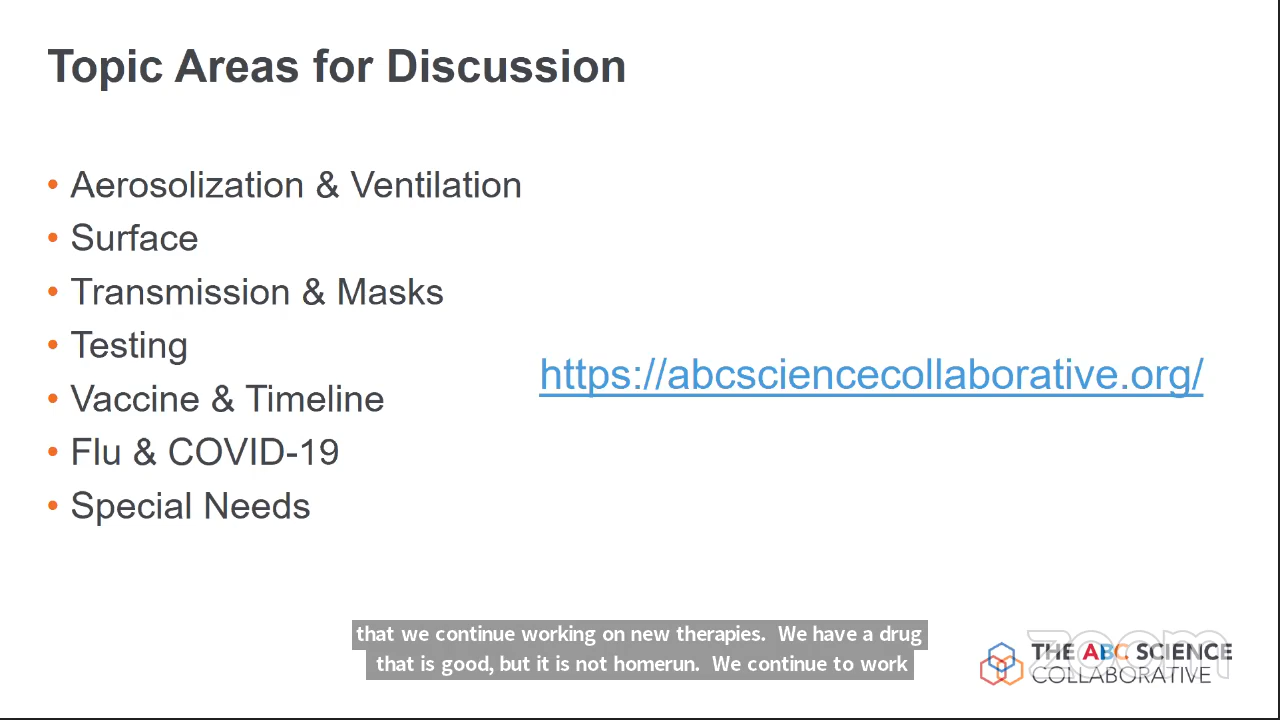 Topic Areas for Discussion
• Aerosolization & Ventilation
• Surface
• Transmission & Masks
• Testing
• Vaccine & Timeline
• Flu & COVID-19
• Special Needs
https://abcsciencecollaborative.org/
that we continue working on new therapies.  We have a drug
that is good, but it is not homerun.  We continue to work
THE ABC SCIENCE
COLLABORATIVE
zoom